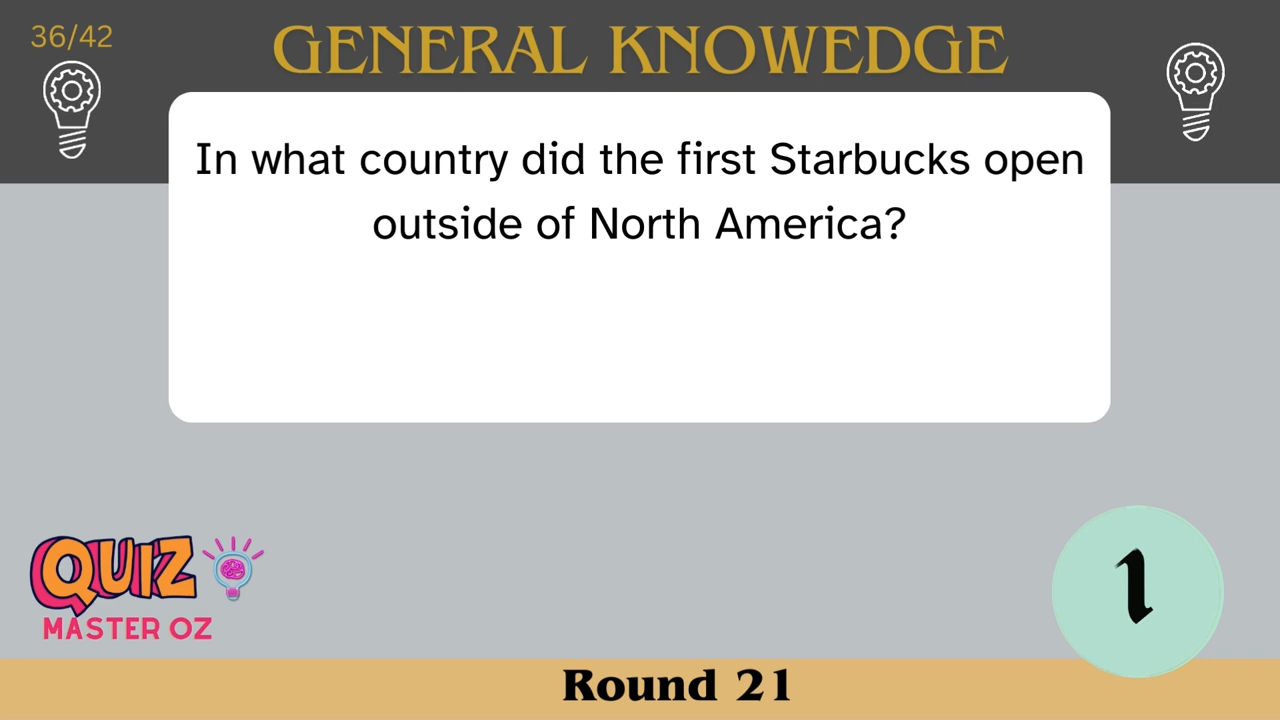 36/42
GENERAL KNOWEDGE
In what country did the first Starbucks open
outside of North America?
QUIZ
MASTER OZ
1
Round 21